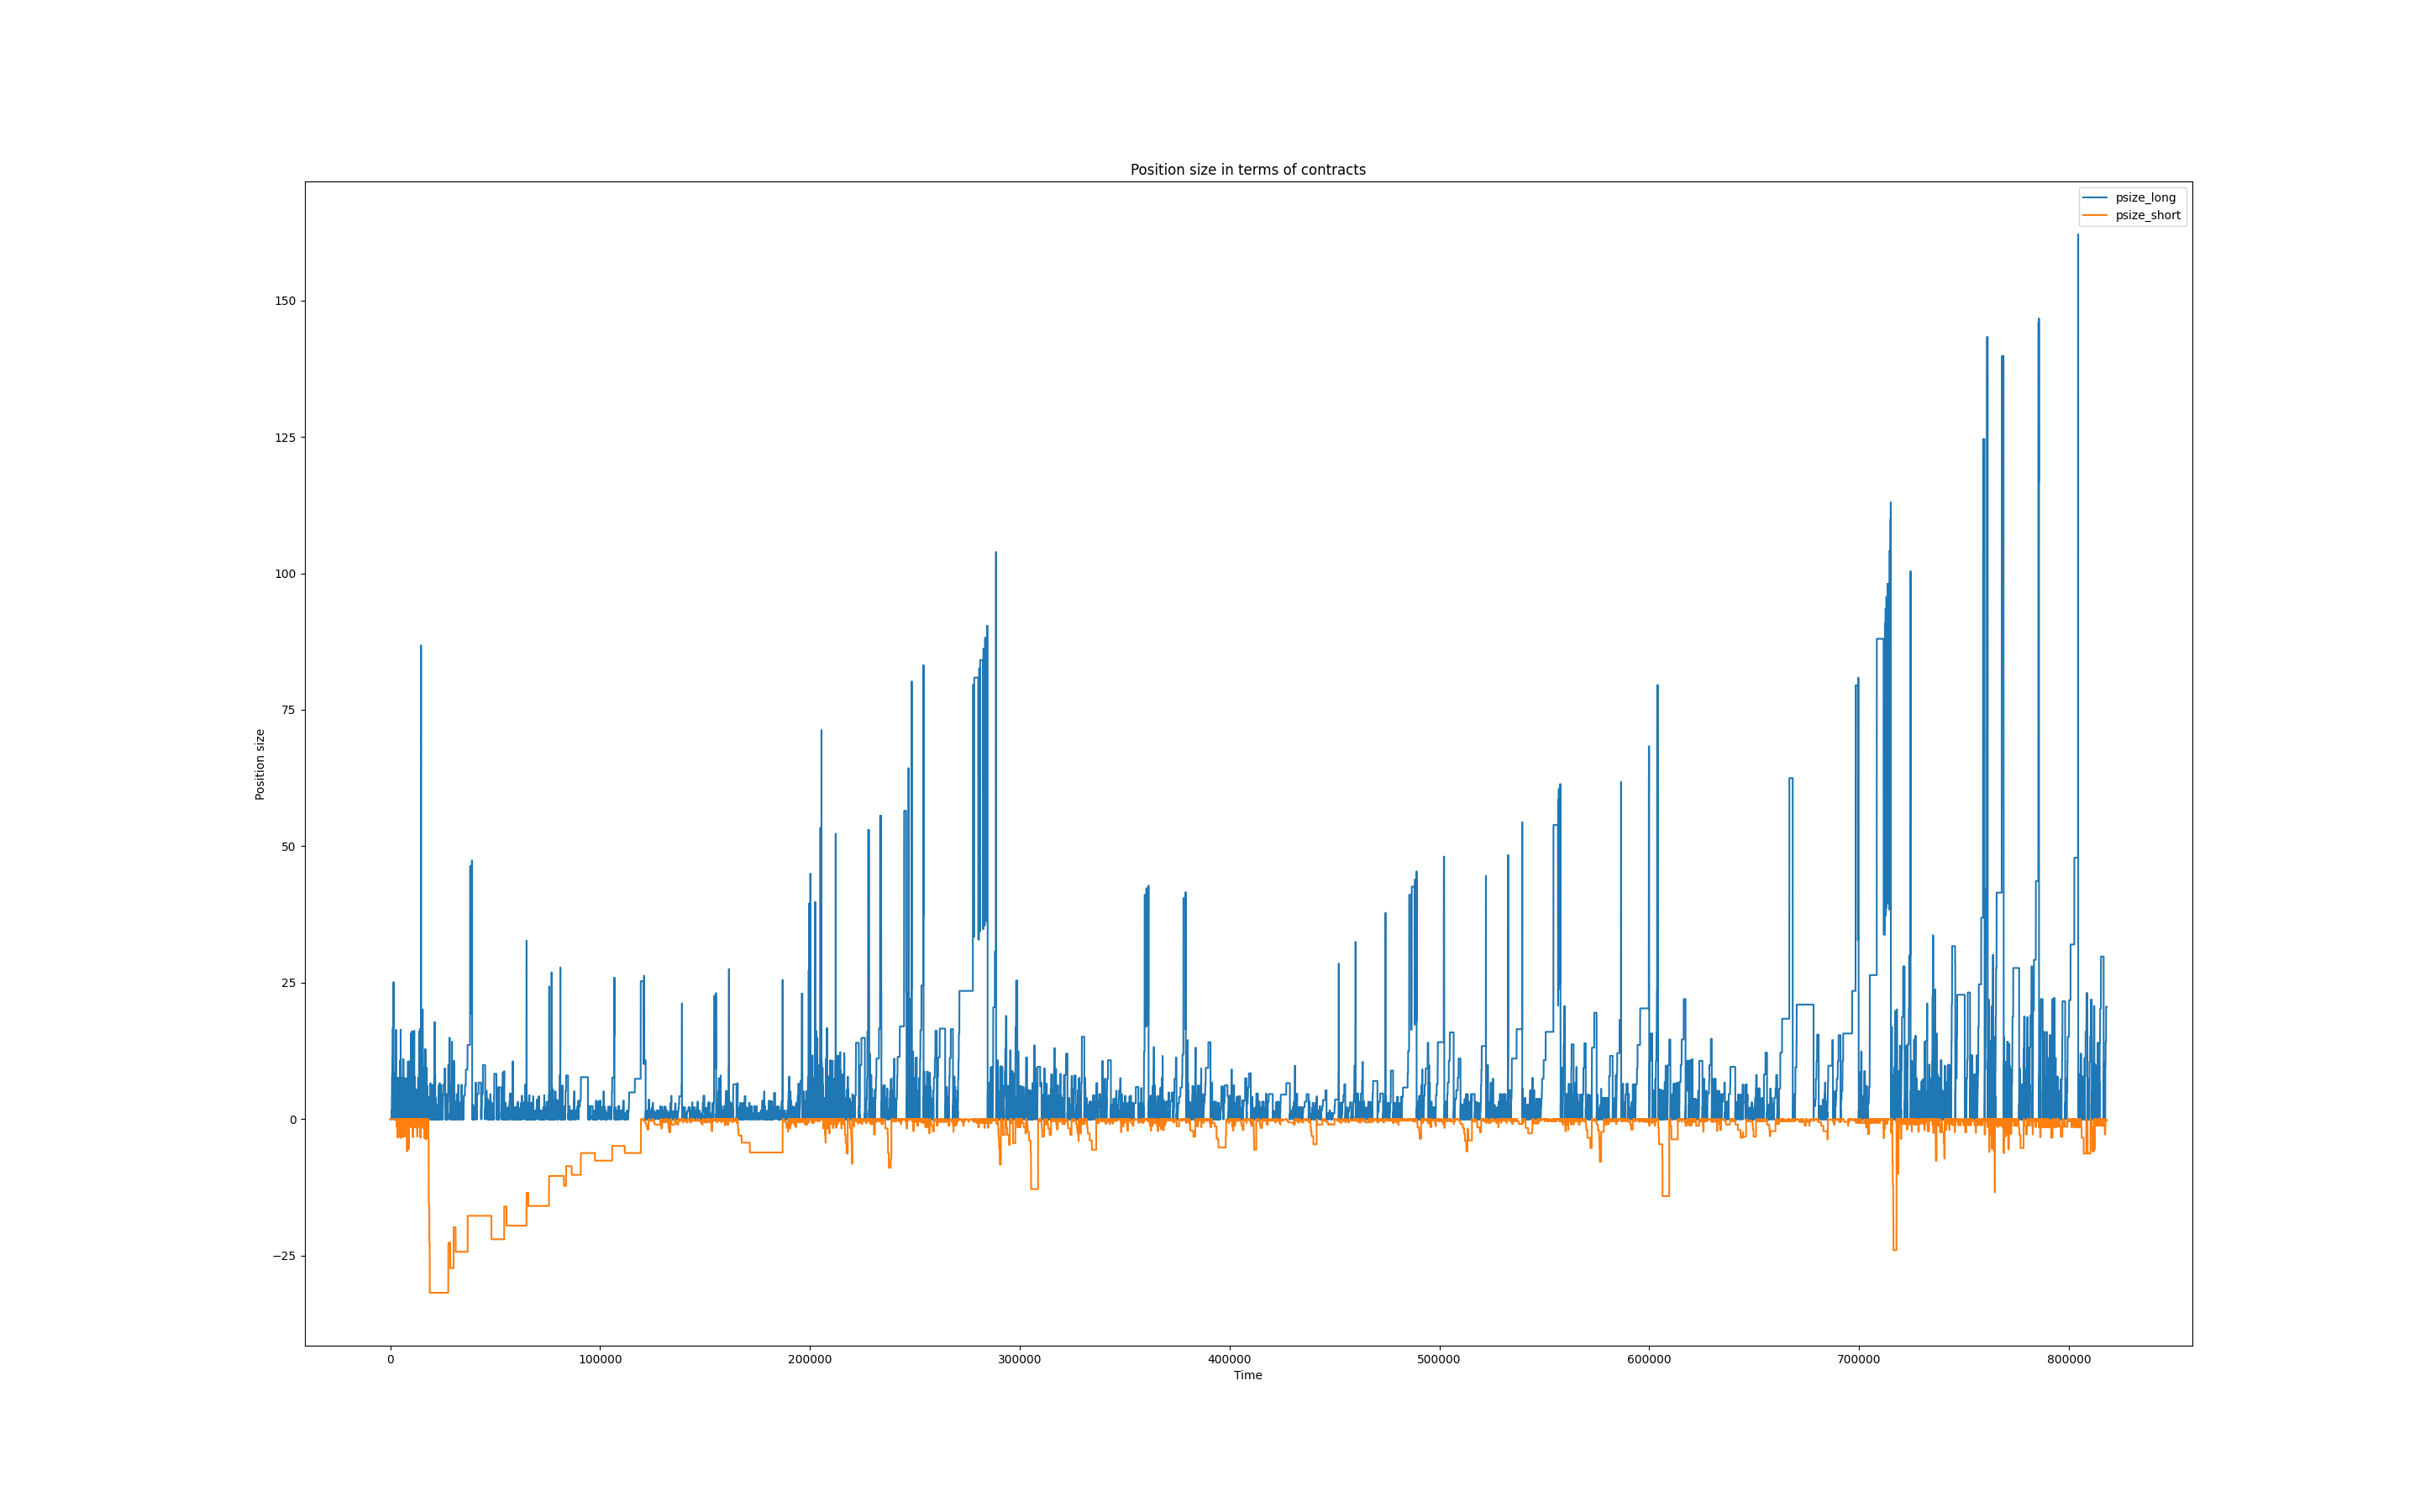 Position size in terms of contracts
psize_long
psize_short
150
125
100
75
50
25
0
−25
Position size
0 100000 200000 300000 400000 500000 600000 700000 800000
Time